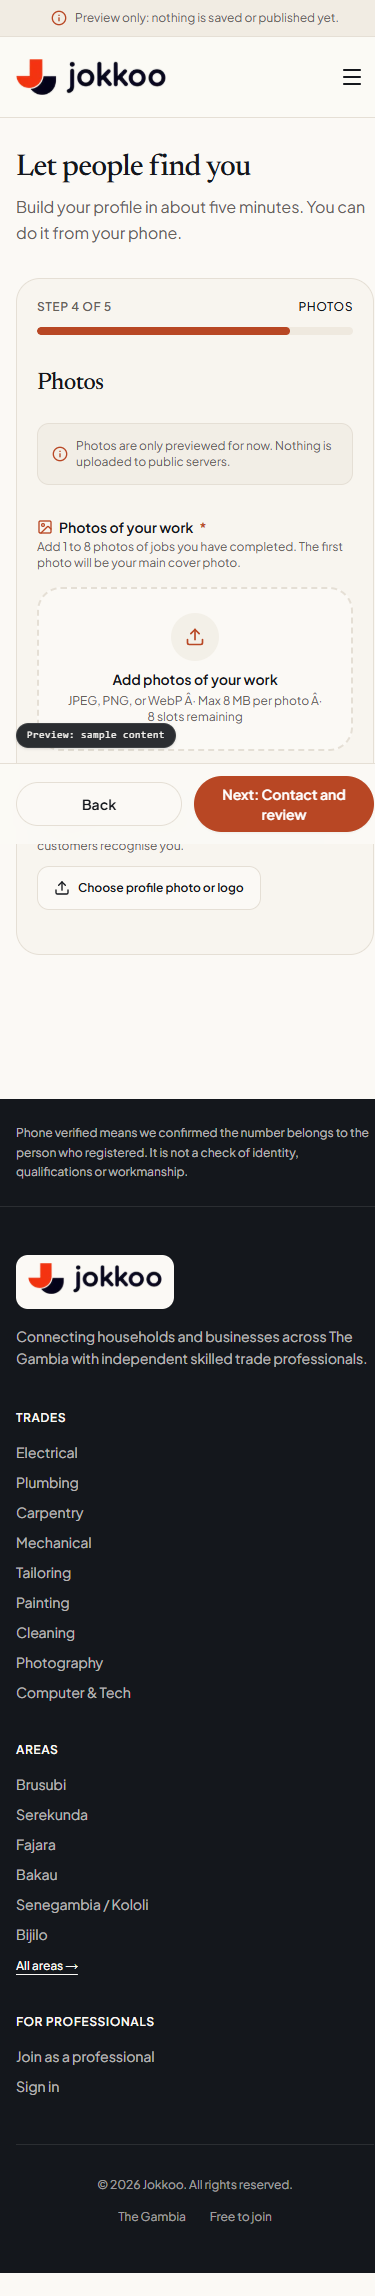 Preview only: nothing is saved or published yet.
jokkoo
Let people find you
Build your profile in about five minutes. You can
do it from your phone.
STEP 4 OF 5
PHOTOS
Photos
Photos are only previewed for now. Nothing is
uploaded to public servers.
Photos of your work *
Add 1 to 8 photos of jobs you have completed. The first
photo will be your main cover photo.
Add photos of your work
JPEG, PNG, or WebP Â· Max 8 MB per photo Â·
8 slots remaining
Preview: sample content
Back
Next: Contact and
review
customers recognise you.
Choose profile photo or logo
Phone verified means we confirmed the number belongs to the
person who registered. It is not a check of identity,
qualifications or workmanship.
jokkoo
Connecting households and businesses across The
Gambia with independent skilled trade professionals.
TRADES
Electrical
Plumbing
Carpentry
Mechanical
Tailoring
Painting
Cleaning
Photography
Computer & Tech
AREAS
Brusubi
Serekunda
Fajara
Bakau
Senegambia / Kololi
Bijilo
All areas →
FOR PROFESSIONALS
Join as a professional
Sign in
© 2026 Jokkoo. All rights reserved.
The Gambia
Free to join